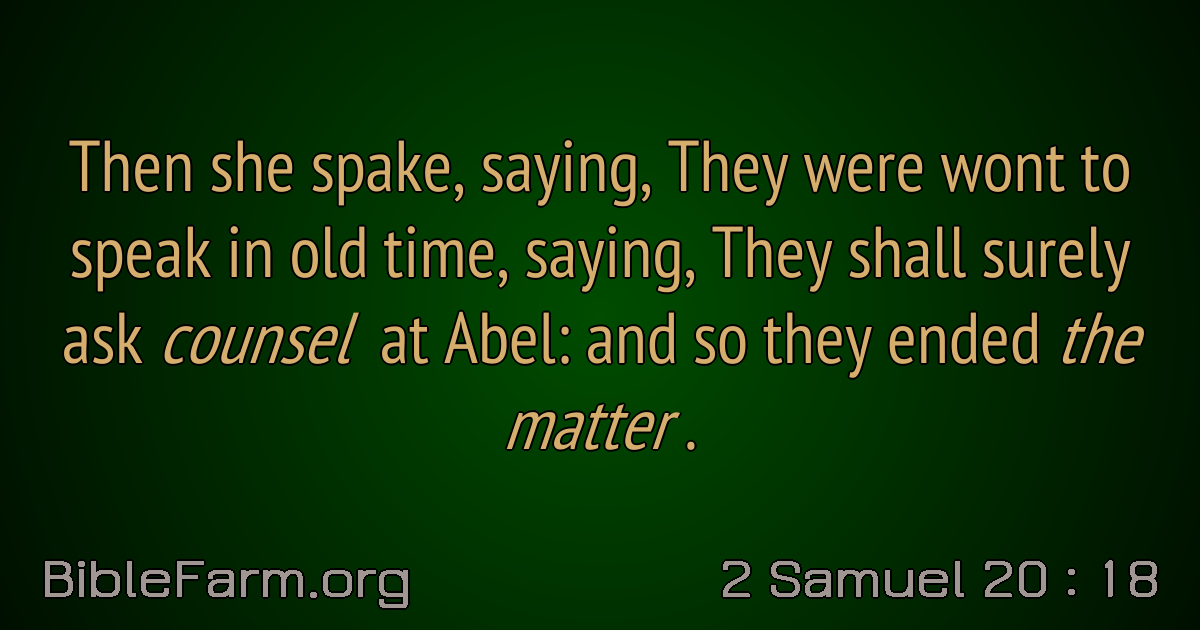 Then she spake, saying, They were wont to
speak in old time, saying, They shall surely
ask counsel at Abel: and so they ended the
matter .
BibleFarm.org
2 Samuel 20 : 18